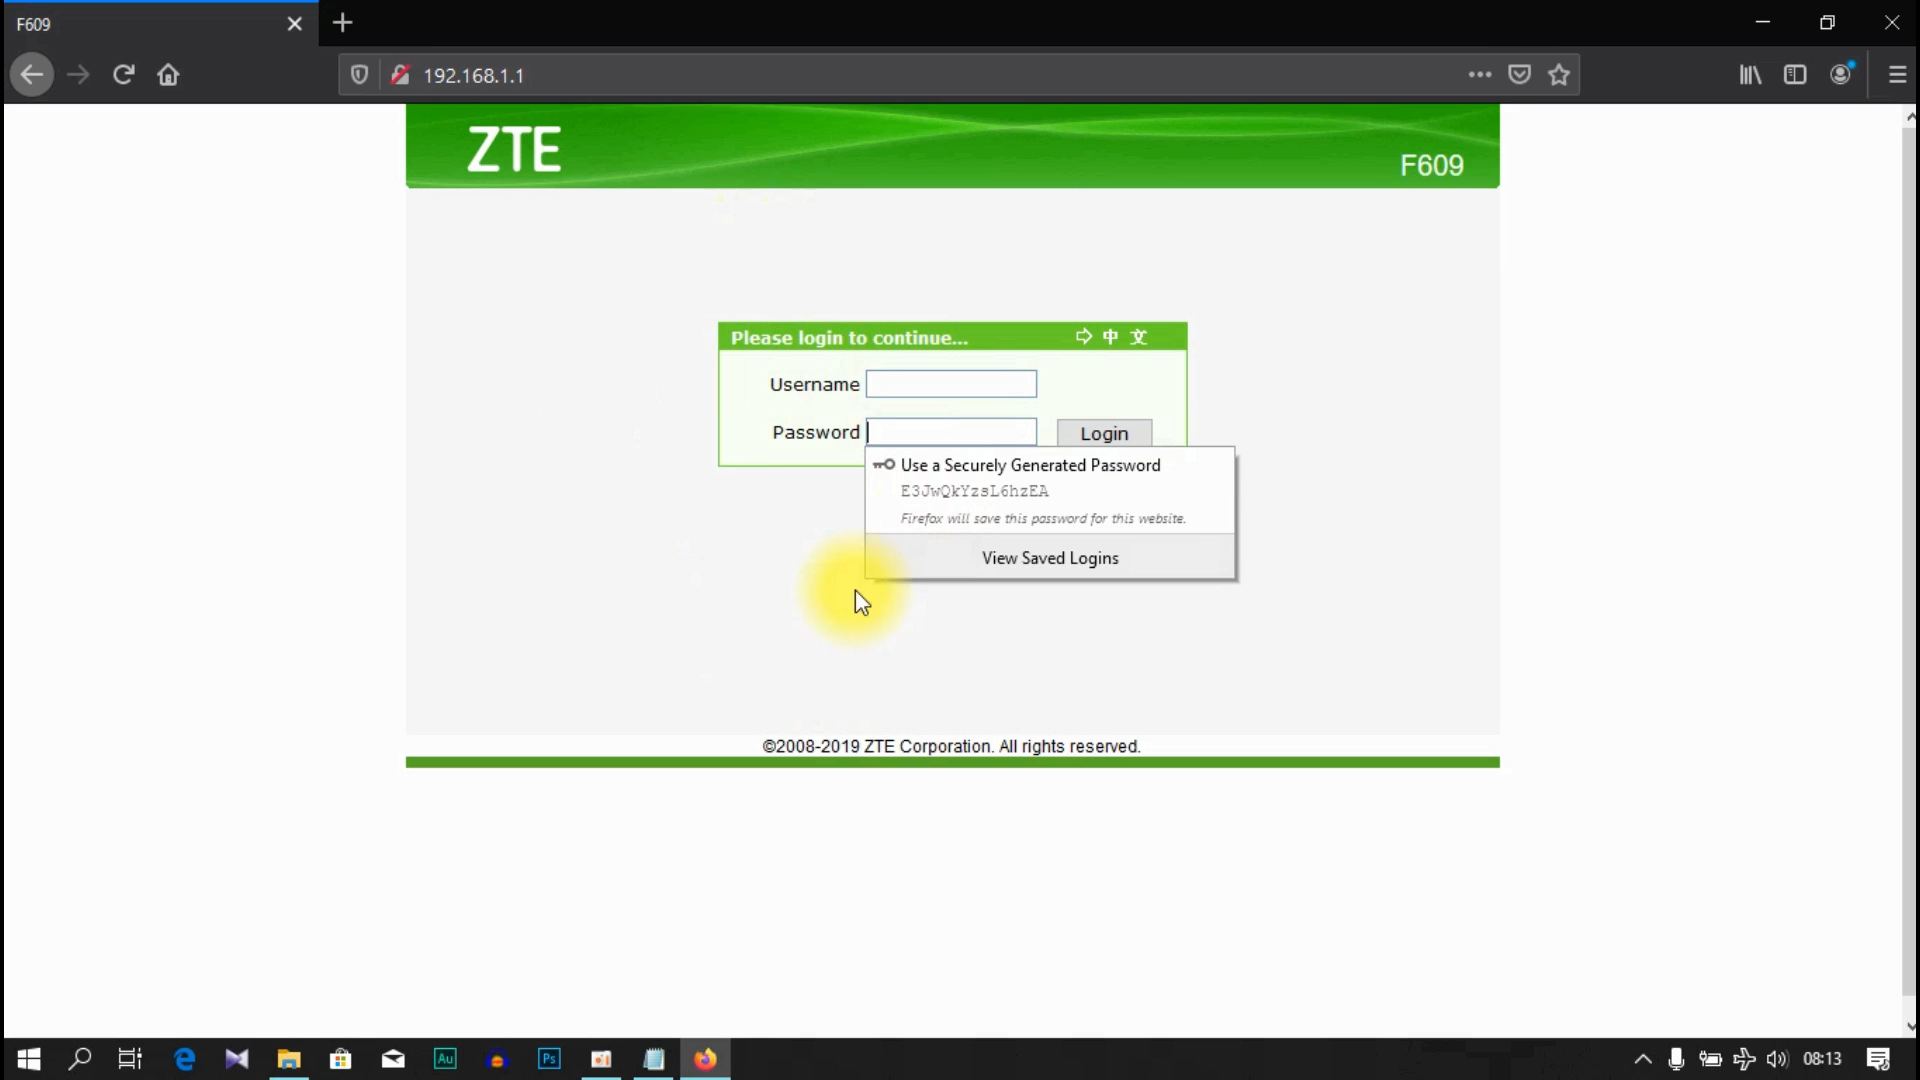 F609
192.168.1.1
ZTE
F609
Please login to continue...
中 文
Username
Password
Login
Use a Securely Generated Password
E3JwQkYzsL6hzEA
Firefox will save this password for this website.
View Saved Logins
©2008-2019 ZTE Corporation. All rights reserved.
Au
Ps
08:13